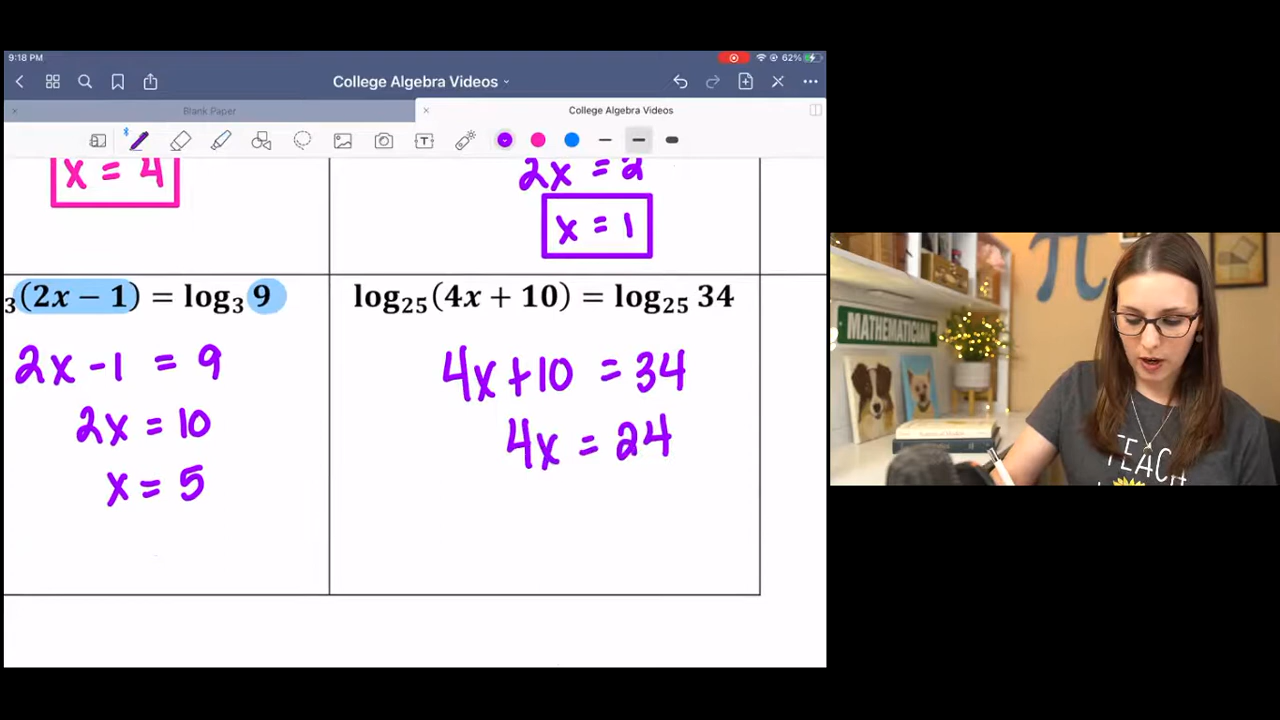 9:18 PM
62%
College Algebra Videos
Blank Paper
College Algebra Videos
x = 4
2x = 2
x = 1
₃(2x − 1) = log₃ 9
2x - 1 = 9
2x = 10
x = 5
log₂₅(4x + 10) = log₂₅ 34
4x + 10 = 34
4x = 24
π
MATHEMATICIAN
TEACH